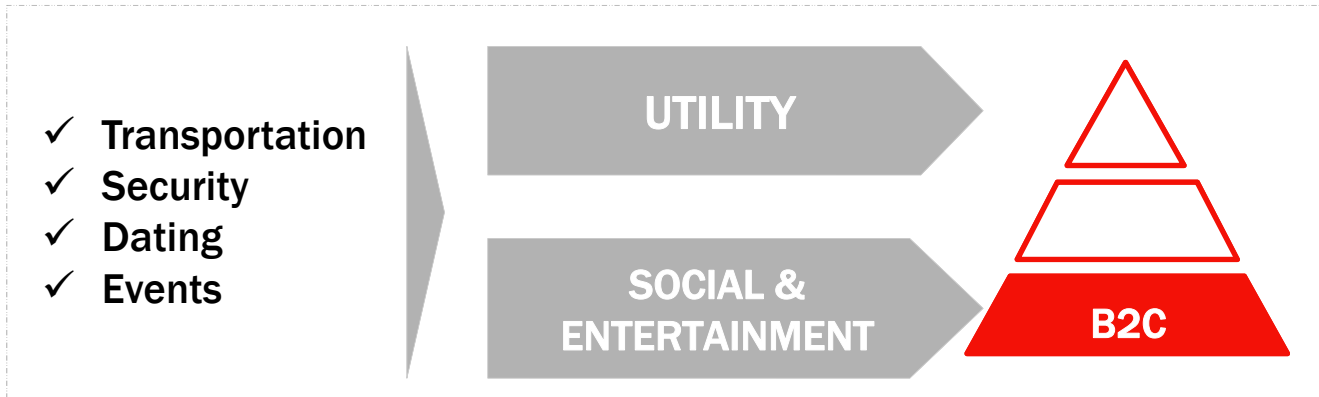 ✓ Transportation
✓ Security
✓ Dating
✓ Events
UTILITY
SOCIAL &
ENTERTAINMENT
B2C